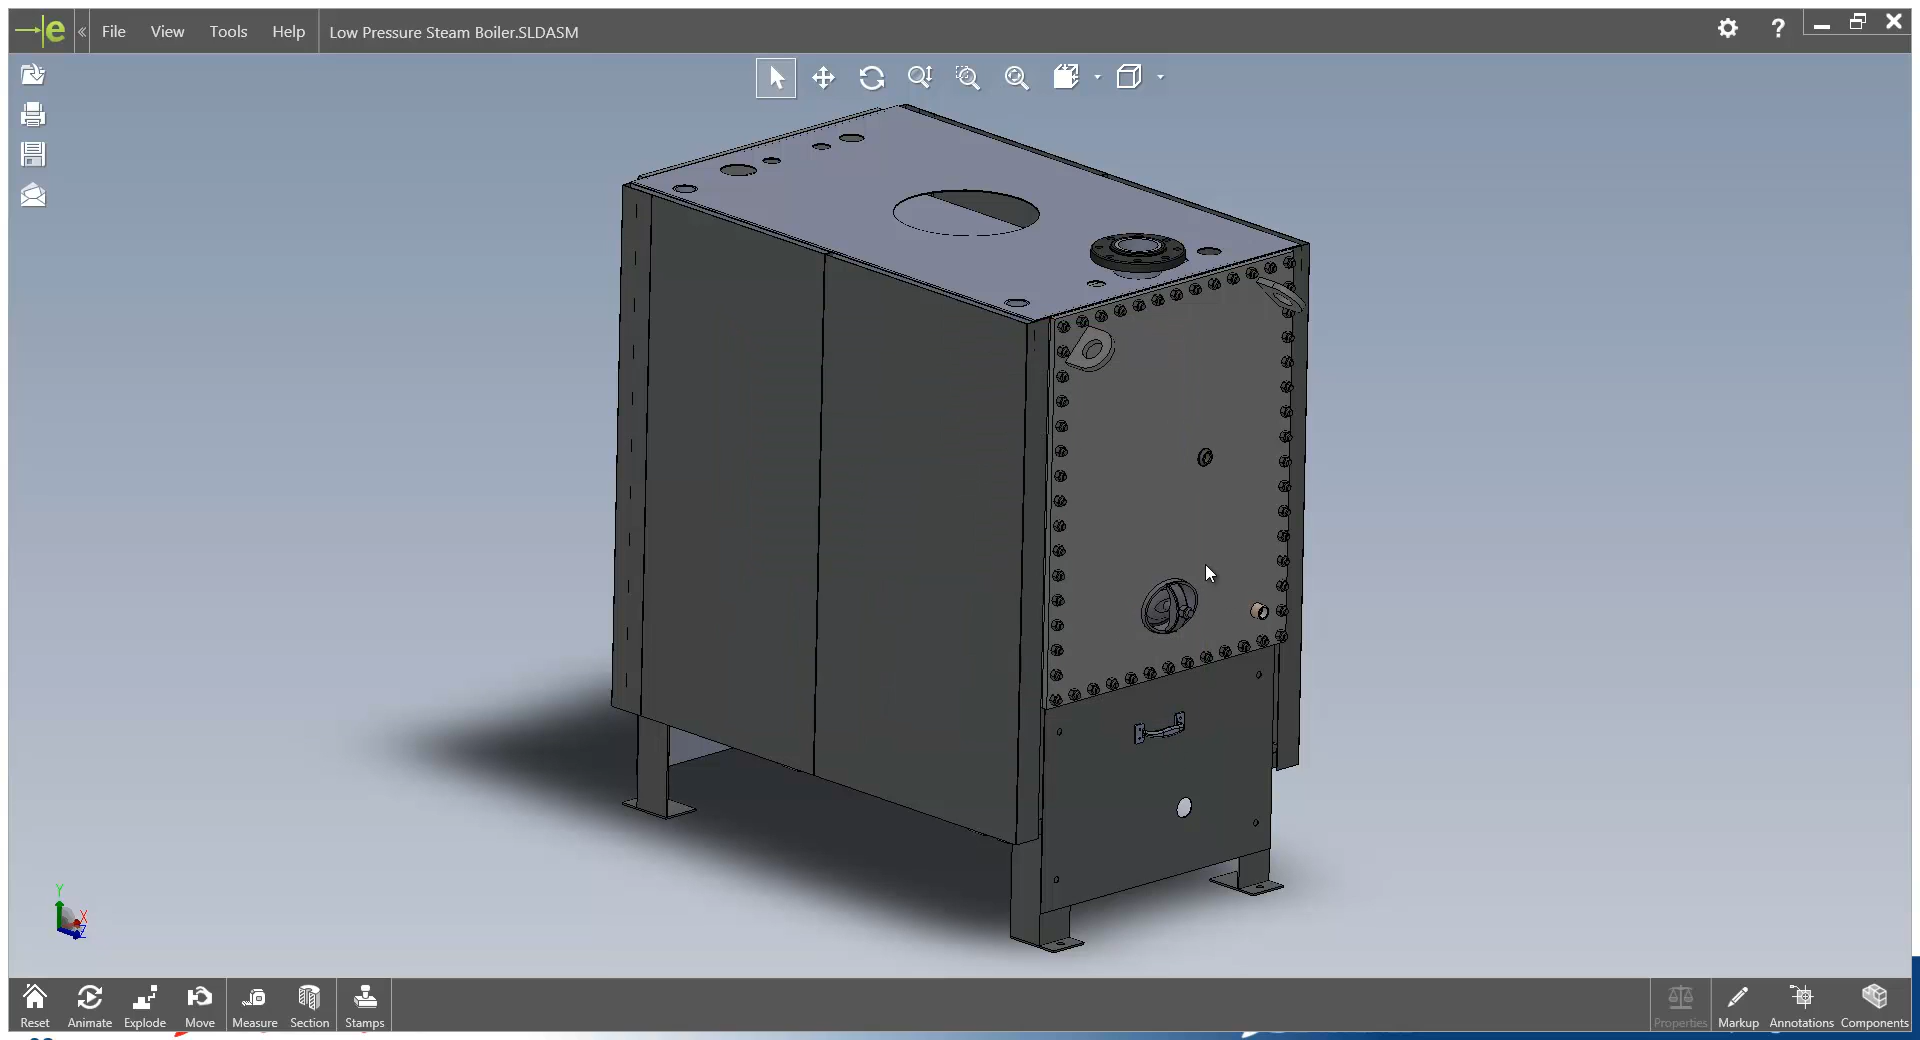 e
« File View Tools Help Low Pressure Steam Boiler.SLDASM ?
Y
X
Z
Reset Animate Explode Move Measure Section Stamps Properties Markup Annotations Components